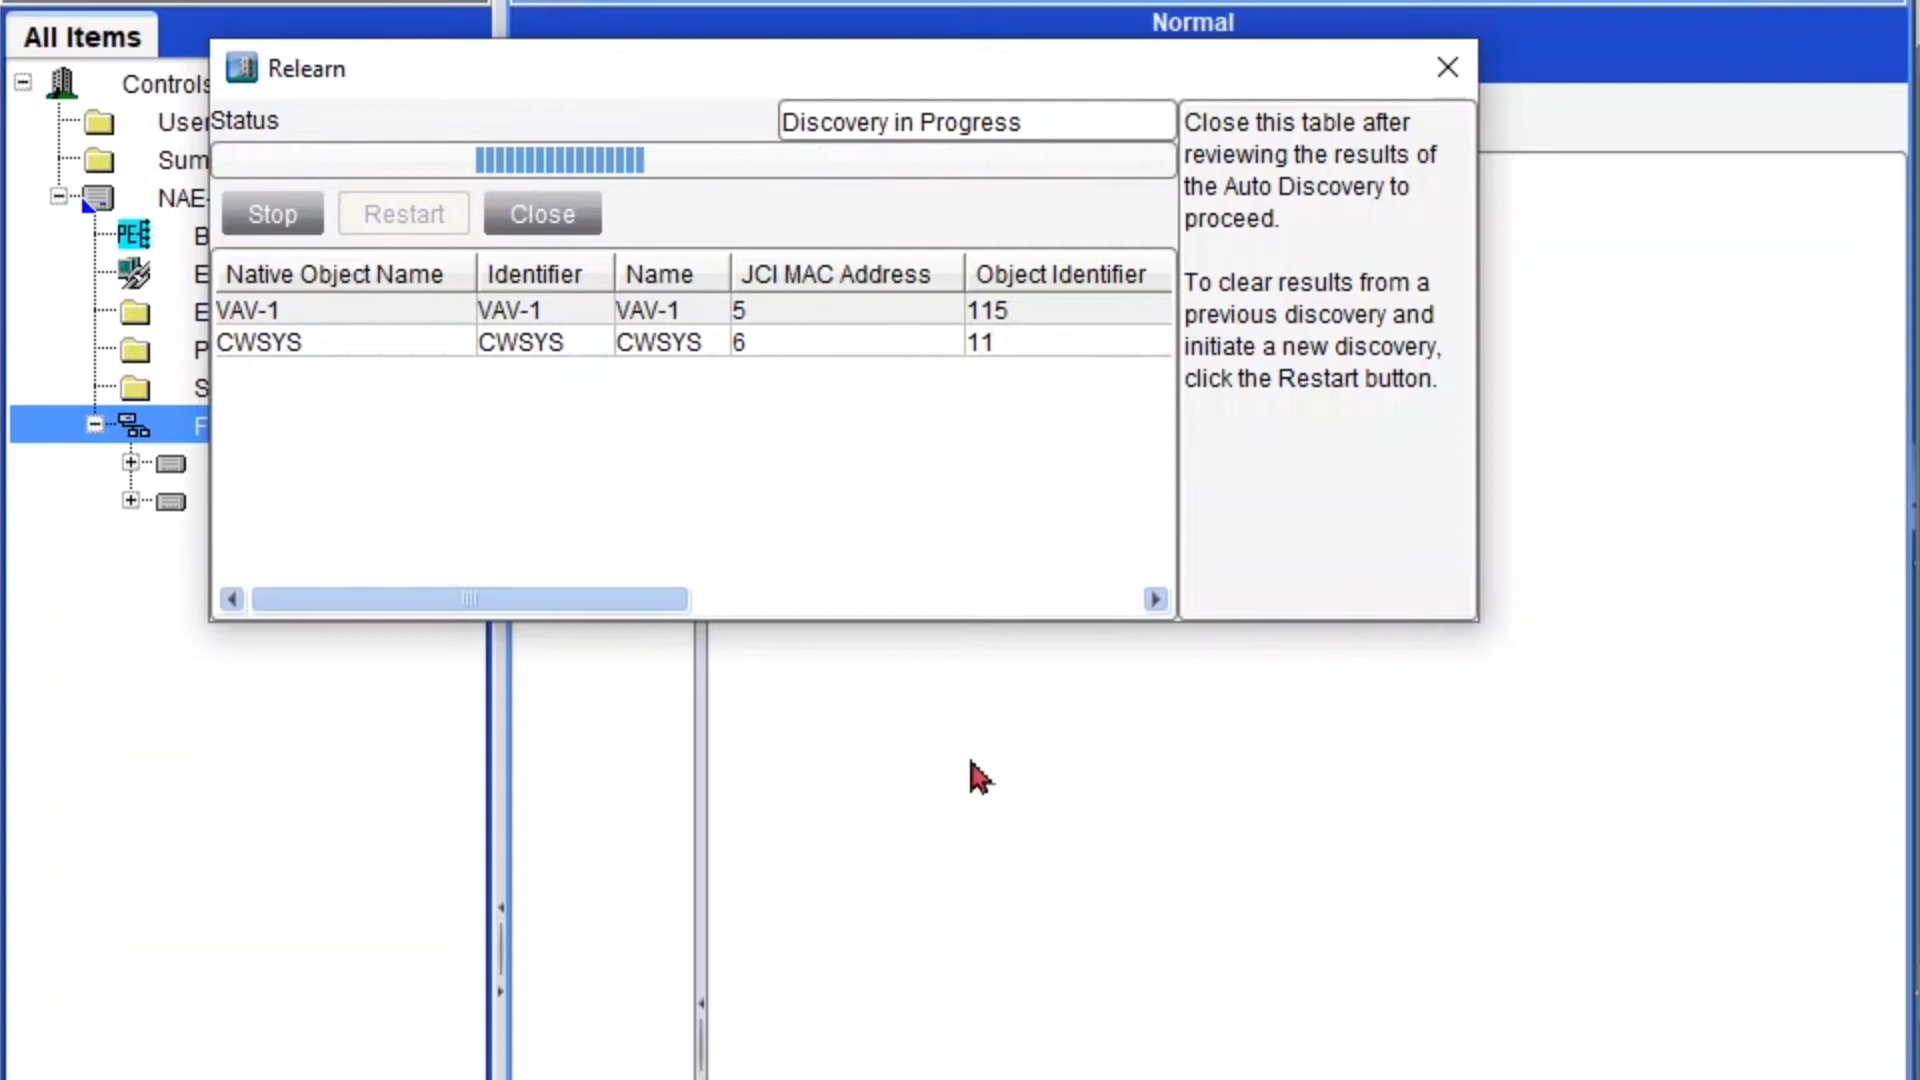 Normal
All Items
Relearn
Controls
User
Sum
NAE-
B
E
E
P
S
F
Status
Discovery in Progress
Stop
Restart
Close
Native Object Name Identifier Name JCI MAC Address Object Identifier
VAV-1 VAV-1 VAV-1 5 115
CWSYS CWSYS CWSYS 6 11
Close this table after
reviewing the results of
the Auto Discovery to
proceed.
To clear results from a
previous discovery and
initiate a new discovery,
click the Restart button.